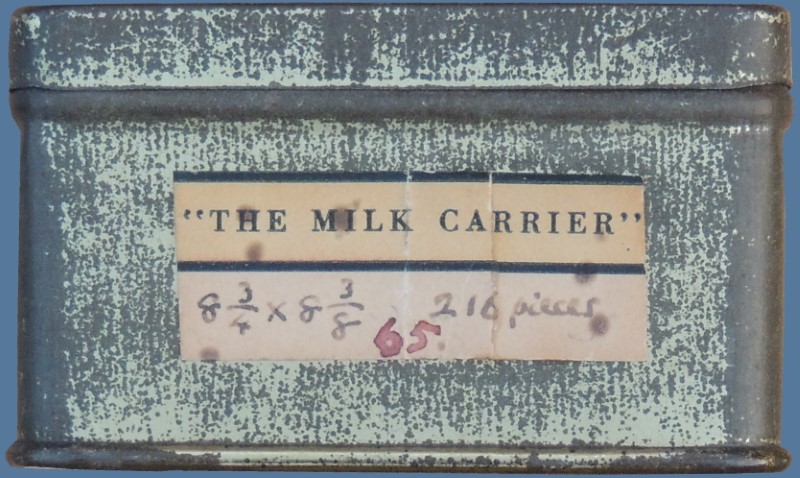 “THE MILK CARRIER”
8 3/4 x 8 3/8 216 pieces
65.